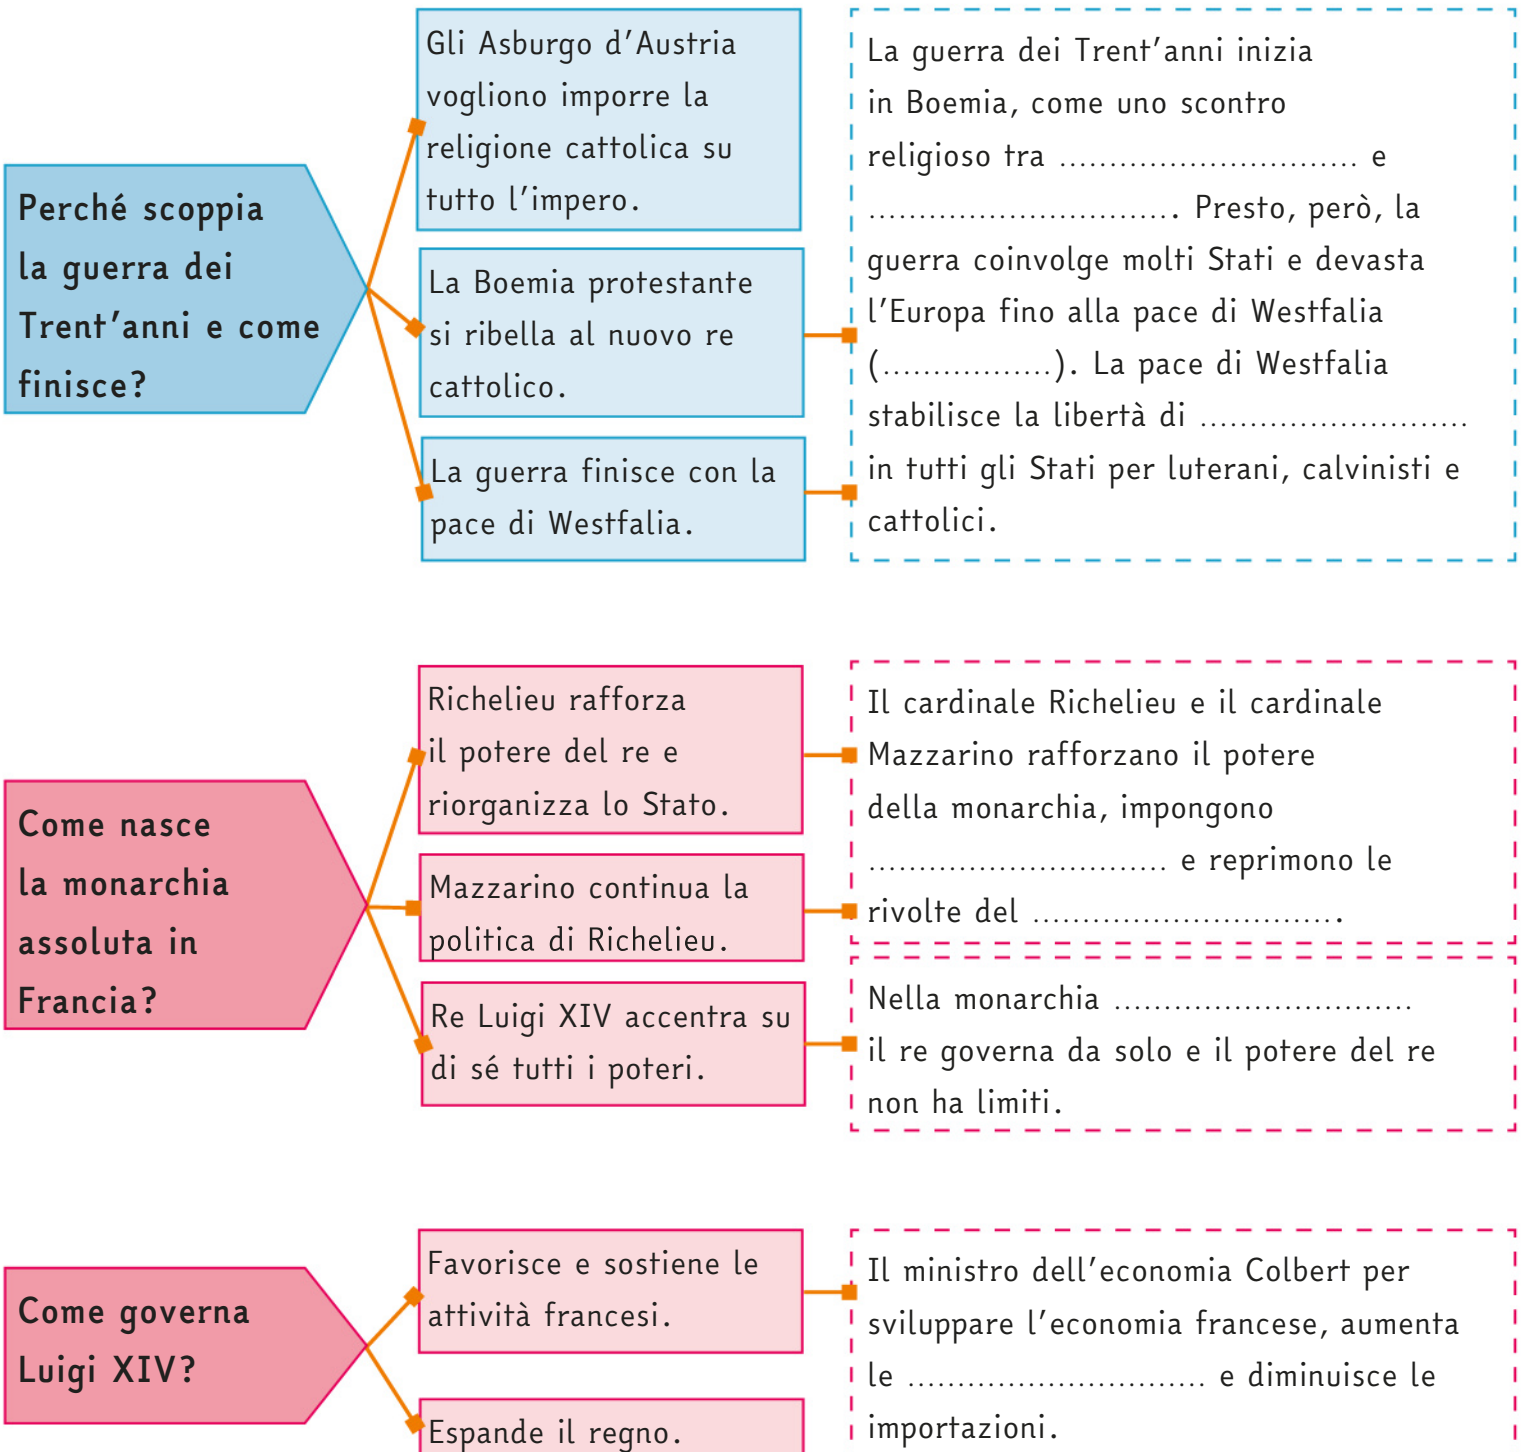 Perché scoppia
la guerra dei
Trent'anni e come
finisce?
Gli Asburgo d'Austria
vogliono imporre la
religione cattolica su
tutto l'impero.
La Boemia protestante
si ribella al nuovo re
cattolico.
La guerra finisce con la
pace di Westfalia.
La guerra dei Trent'anni inizia
in Boemia, come uno scontro
religioso tra .............................. e
.............................. . Presto, però, la
guerra coinvolge molti Stati e devasta
l'Europa fino alla pace di Westfalia
(.................). La pace di Westfalia
stabilisce la libertà di ...........................
in tutti gli Stati per luterani, calvinisti e
cattolici.
Come nasce
la monarchia
assoluta in
Francia?
Richelieu rafforza
il potere del re e
riorganizza lo Stato.
Mazzarino continua la
politica di Richelieu.
Re Luigi XIV accentra su
di sé tutti i poteri.
Il cardinale Richelieu e il cardinale
Mazzarino rafforzano il potere
della monarchia, impongono
.............................. e reprimono le
rivolte del .............................. .
Nella monarchia ..............................
il re governa da solo e il potere del re
non ha limiti.
Come governa
Luigi XIV?
Favorisce e sostiene le
attività francesi.
Espande il regno.
Il ministro dell'economia Colbert per
sviluppare l'economia francese, aumenta
le .............................. e diminuisce le
importazioni.